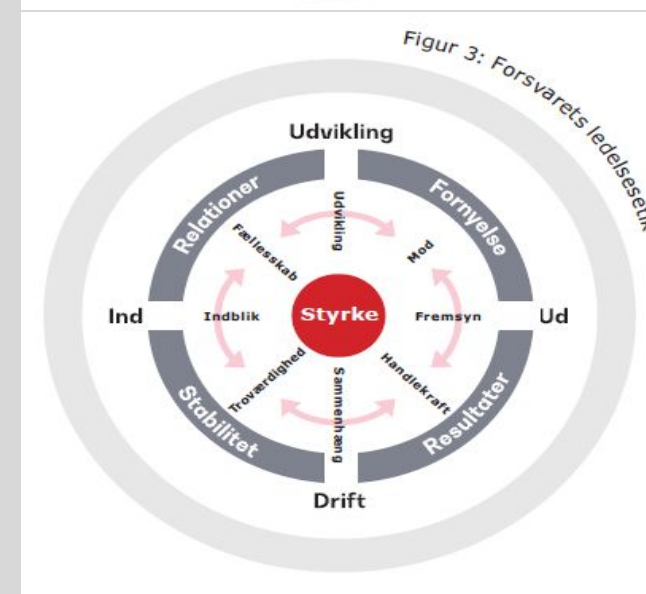 Figur 3: Forsvarets ledelsesetik
Udvikling
Relationer
Fornyelse
Udvikling
Fællesskab
Mod
Ind
Indblik
Styrke
Fremsyn
Ud
Troværdighed
Sammenhæng
Handlekraft
Stabilitet
Resultater
Drift